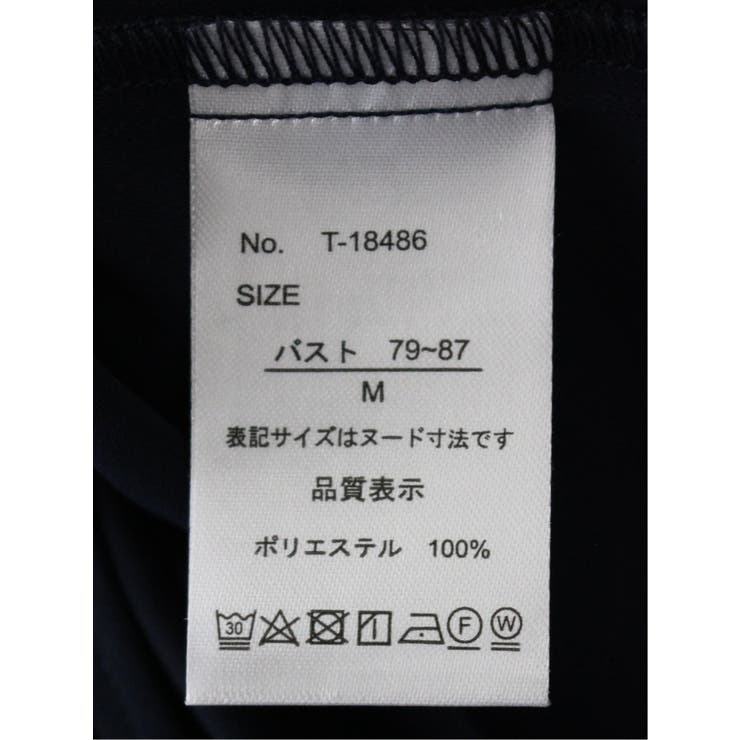 No. T-18486
SIZE
バスト 79~87
M
表記サイズはヌード寸法です
品質表示
ポリエステル 100%
30 F W